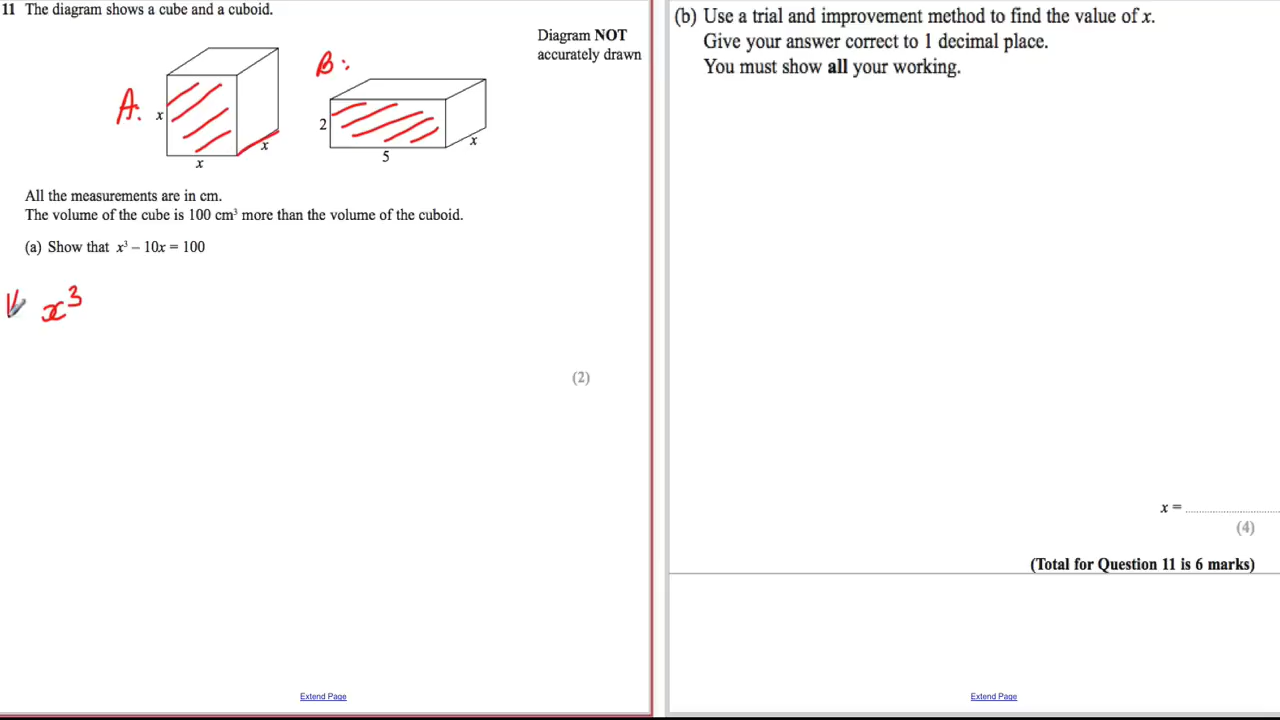 11 The diagram shows a cube and a cuboid.
Diagram NOT
accurately drawn
A:
x
x
x
B:
2
5
x
All the measurements are in cm.
The volume of the cube is 100 cm³ more than the volume of the cuboid.
(a) Show that x³ – 10x = 100
x³
(2)
Extend Page
(b) Use a trial and improvement method to find the value of x.
Give your answer correct to 1 decimal place.
You must show all your working.
x = ........................
(4)
(Total for Question 11 is 6 marks)
Extend Page